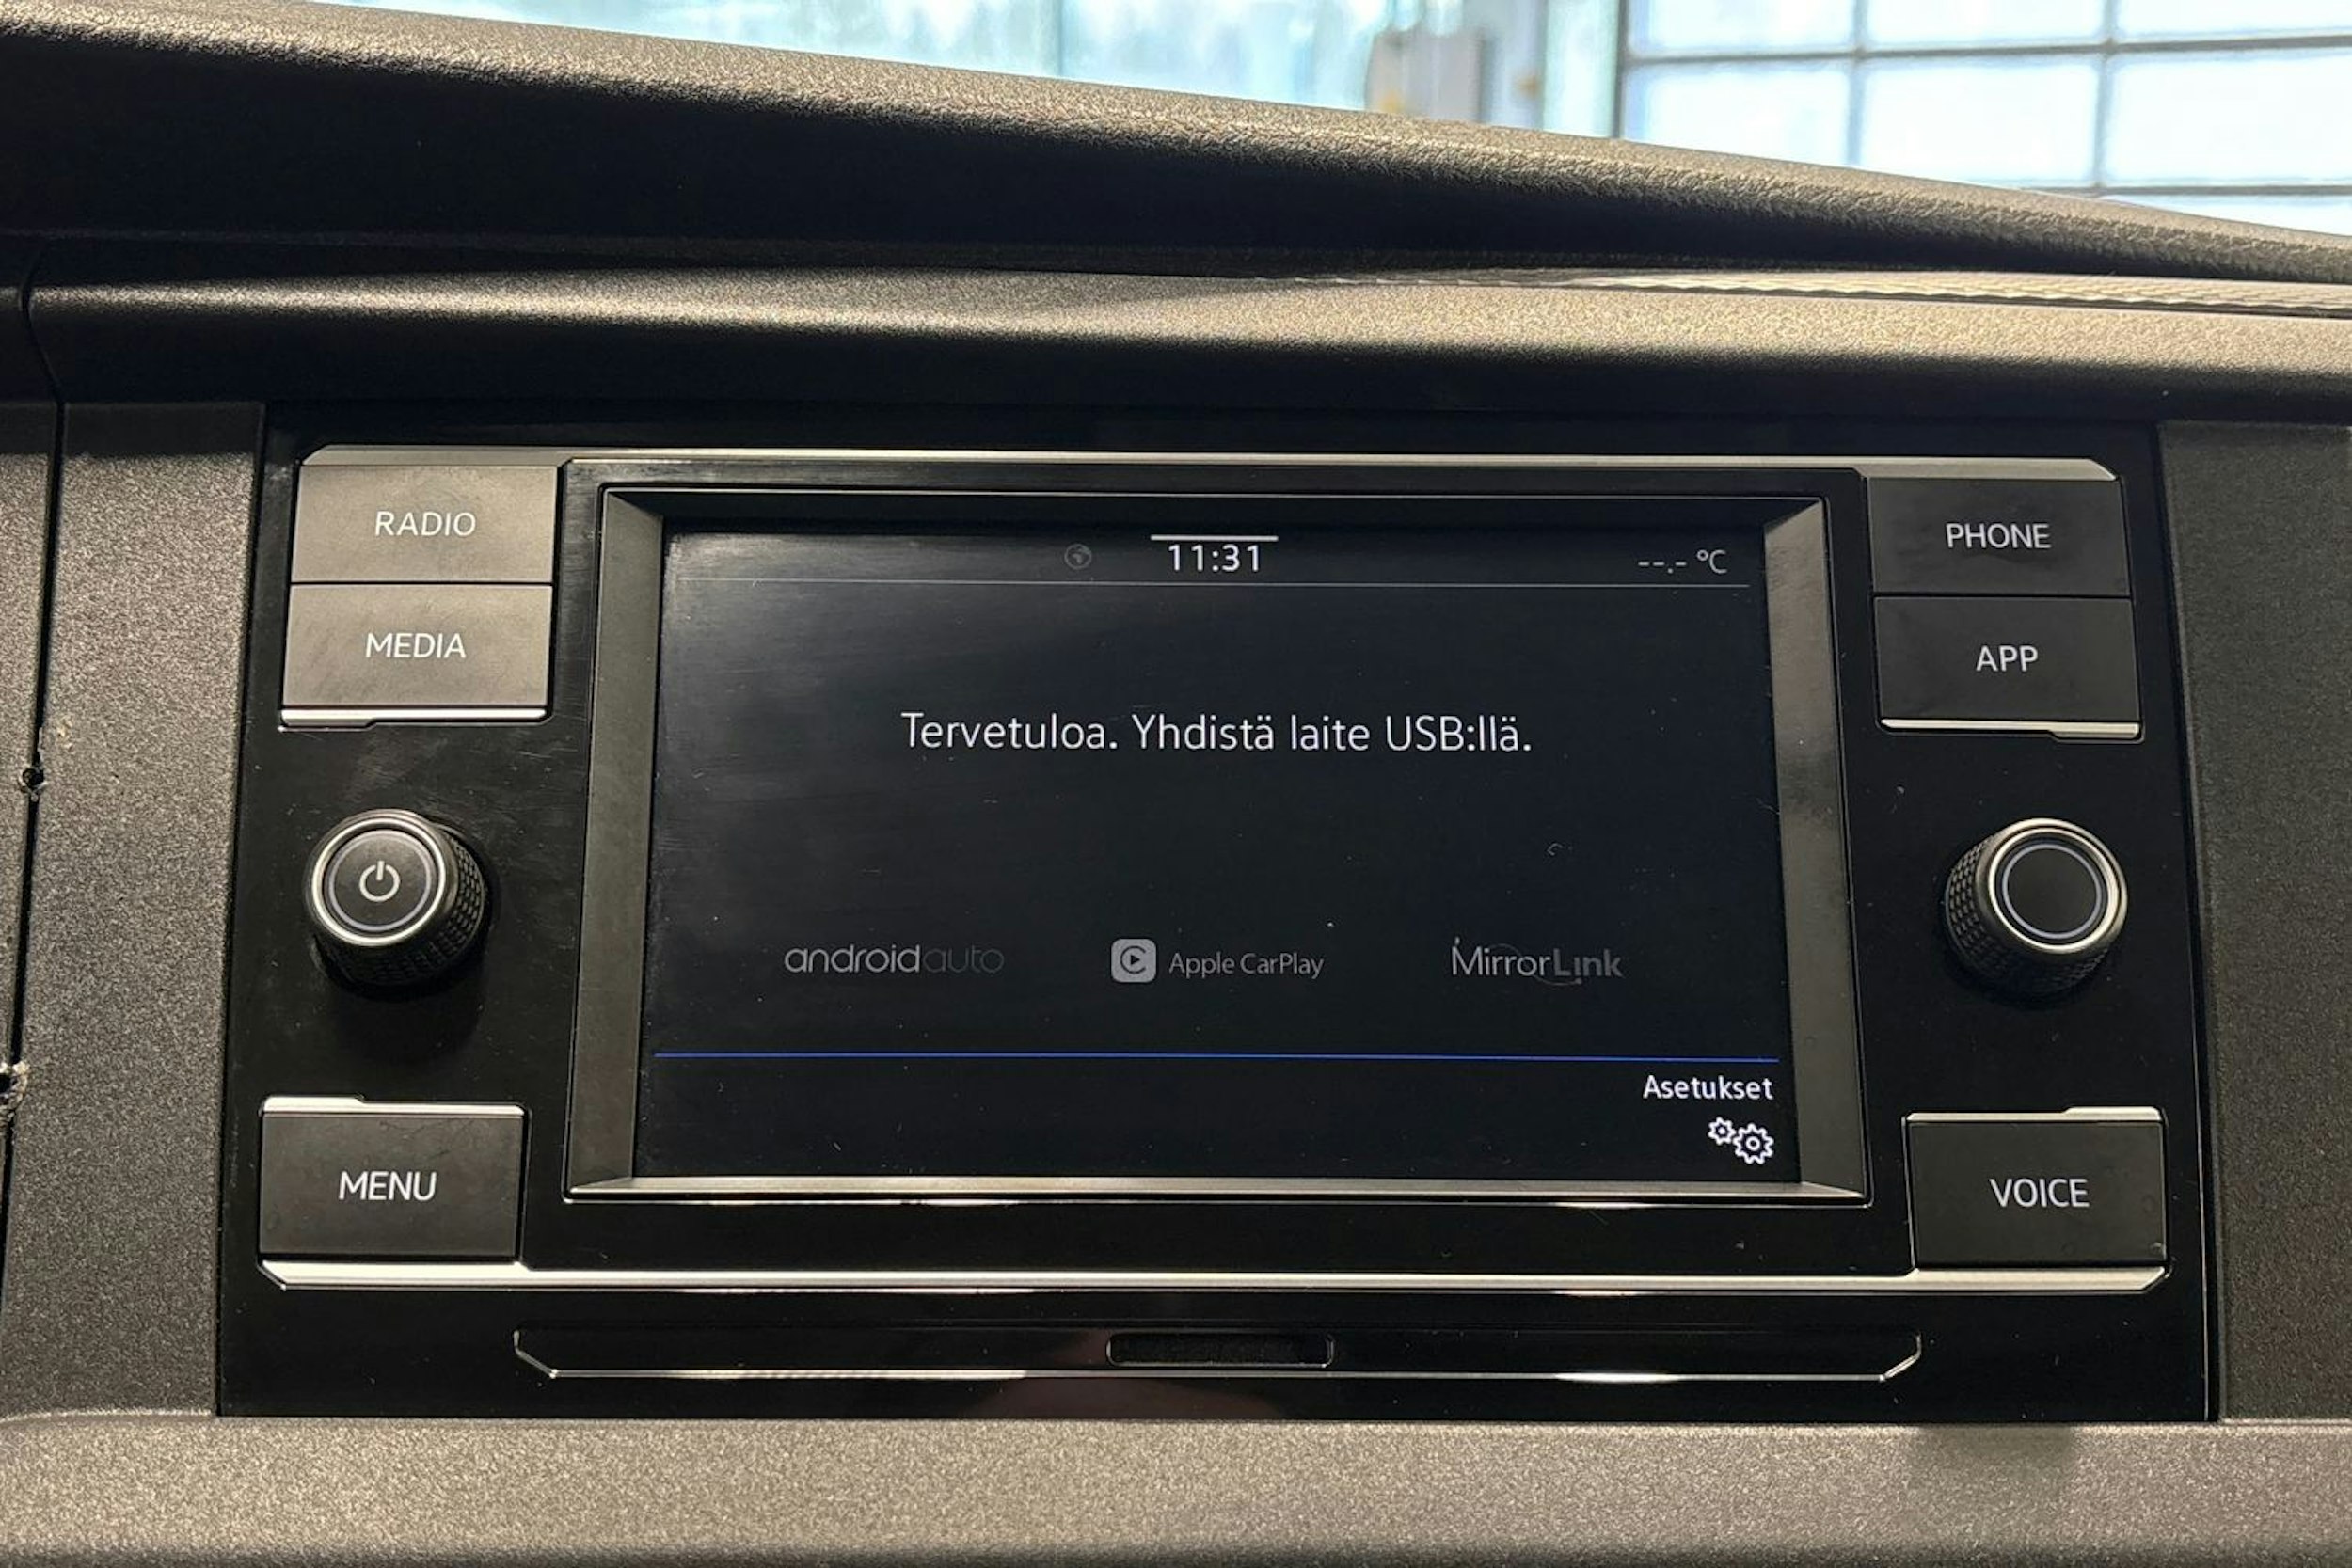 RADIO
MEDIA
MENU
11:31
--.- °C
Tervetuloa. Yhdistä laite USB:llä.
androidauto
Apple CarPlay
MirrorLink
Asetukset
PHONE
APP
VOICE